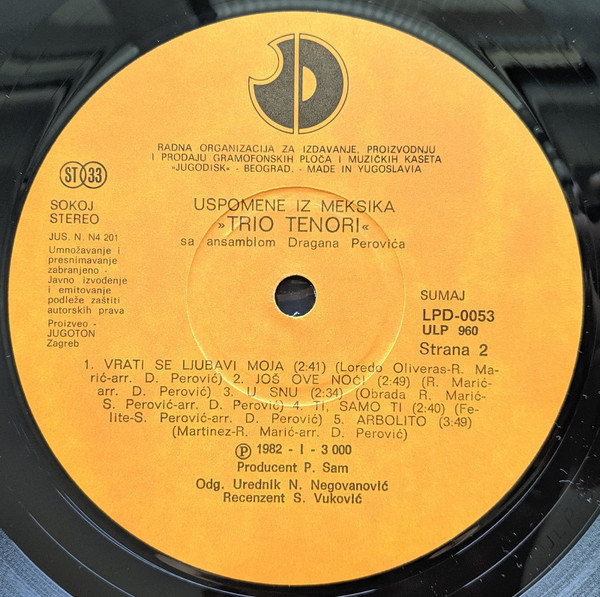 RADNA ORGANIZACIJA ZA IZDAVANJE, PROIZVODNJU
I PRODAJU GRAMOFONSKIH PLOČA I MUZIČKIH KASETA
»JUGODISK« - BEOGRAD. - MADE IN YUGOSLAVIA
ST 33
SOKOJ
STEREO
JUS. N. N4 201
Umnožavanje i
presnimavanje
zabranjeno -
Javno izvođenje
i emitovanje
podleže zaštiti
autorskih prava
Proizveo -
JUGOTON
Zagreb
USPOMENE IZ MEKSIKA
»TRIO TENORI«
sa ansamblom Dragana Perovića
SUMAJ
LPD-0053
ULP 960
Strana 2
1. VRATI SE LJUBAVI MOJA (2:41) (Loredo Oliveras-R. Ma-
rić-arr. D. Perović) 2. JOŠ OVE NOĆI (2:49) (R. Marić-
arr. D. Perović) 3. U SNU (2:34) (Obrada R. Marić-
S. Perović-arr. D. Perović) 4. TI, SAMO TI (2:40) (Fe-
lite-S. Perović-arr. D. Perović) 5. ARBOLITO (3:49)
(Martinez-R. Marić-arr. D. Perović)
Ⓟ 1982 - I - 3 000
Producent P. Sam
Odg. Urednik N. Negovanović
Recenzent S. Vuković